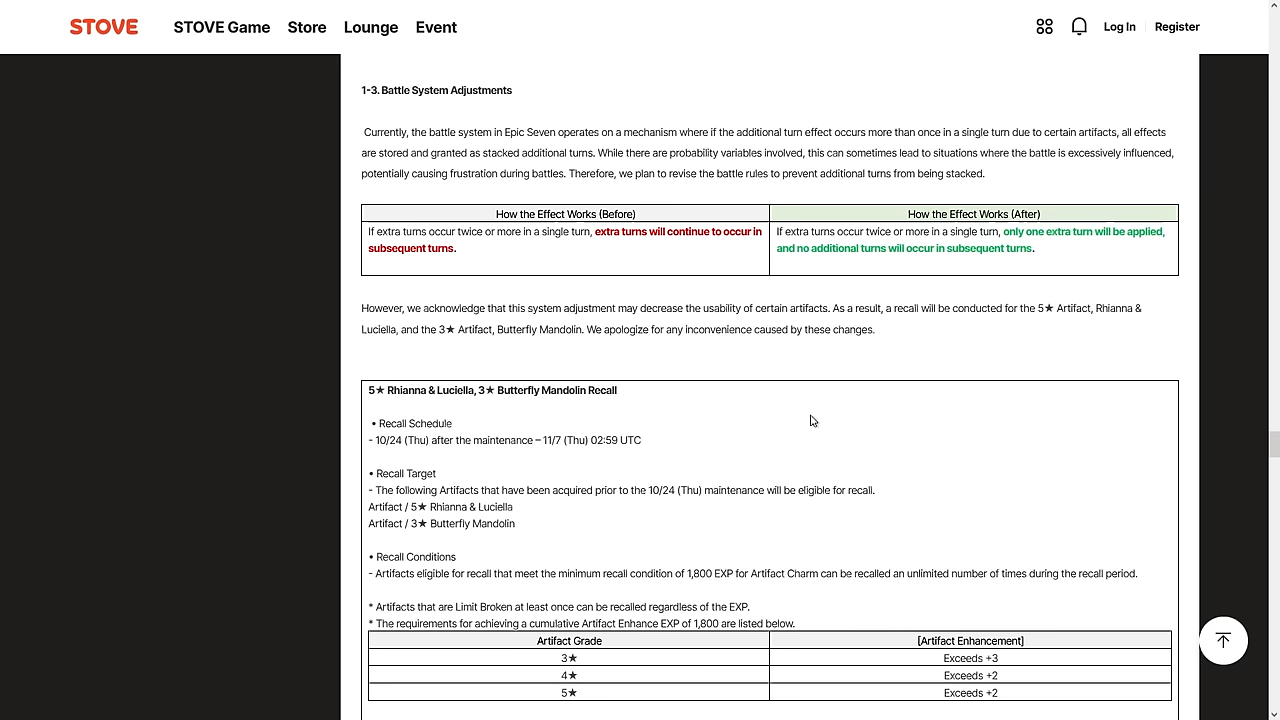 STOVE STOVE Game Store Lounge Event Log In Register
1-3. Battle System Adjustments
Currently, the battle system in Epic Seven operates on a mechanism where if the additional turn effect occurs more than once in a single turn due to certain artifacts, all effects
are stored and granted as stacked additional turns. While there are probability variables involved, this can sometimes lead to situations where the battle is excessively influenced,
potentially causing frustration during battles. Therefore, we plan to revise the battle rules to prevent additional turns from being stacked.
How the Effect Works (Before) How the Effect Works (After)
If extra turns occur twice or more in a single turn, extra turns will continue to occur in
subsequent turns.
If extra turns occur twice or more in a single turn, only one extra turn will be applied,
and no additional turns will occur in subsequent turns.
However, we acknowledge that this system adjustment may decrease the usability of certain artifacts. As a result, a recall will be conducted for the 5★ Artifact, Rhianna &
Luciella, and the 3★ Artifact, Butterfly Mandolin. We apologize for any inconvenience caused by these changes.
5★ Rhianna & Luciella, 3★ Butterfly Mandolin Recall
• Recall Schedule
- 10/24 (Thu) after the maintenance – 11/7 (Thu) 02:59 UTC
• Recall Target
- The following Artifacts that have been acquired prior to the 10/24 (Thu) maintenance will be eligible for recall.
Artifact / 5★ Rhianna & Luciella
Artifact / 3★ Butterfly Mandolin
• Recall Conditions
- Artifacts eligible for recall that meet the minimum recall condition of 1,800 EXP for Artifact Charm can be recalled an unlimited number of times during the recall period.
* Artifacts that are Limit Broken at least once can be recalled regardless of the EXP.
* The requirements for achieving a cumulative Artifact Enhance EXP of 1,800 are listed below.
Artifact Grade [Artifact Enhancement]
3★ Exceeds +3
4★ Exceeds +2
5★ Exceeds +2